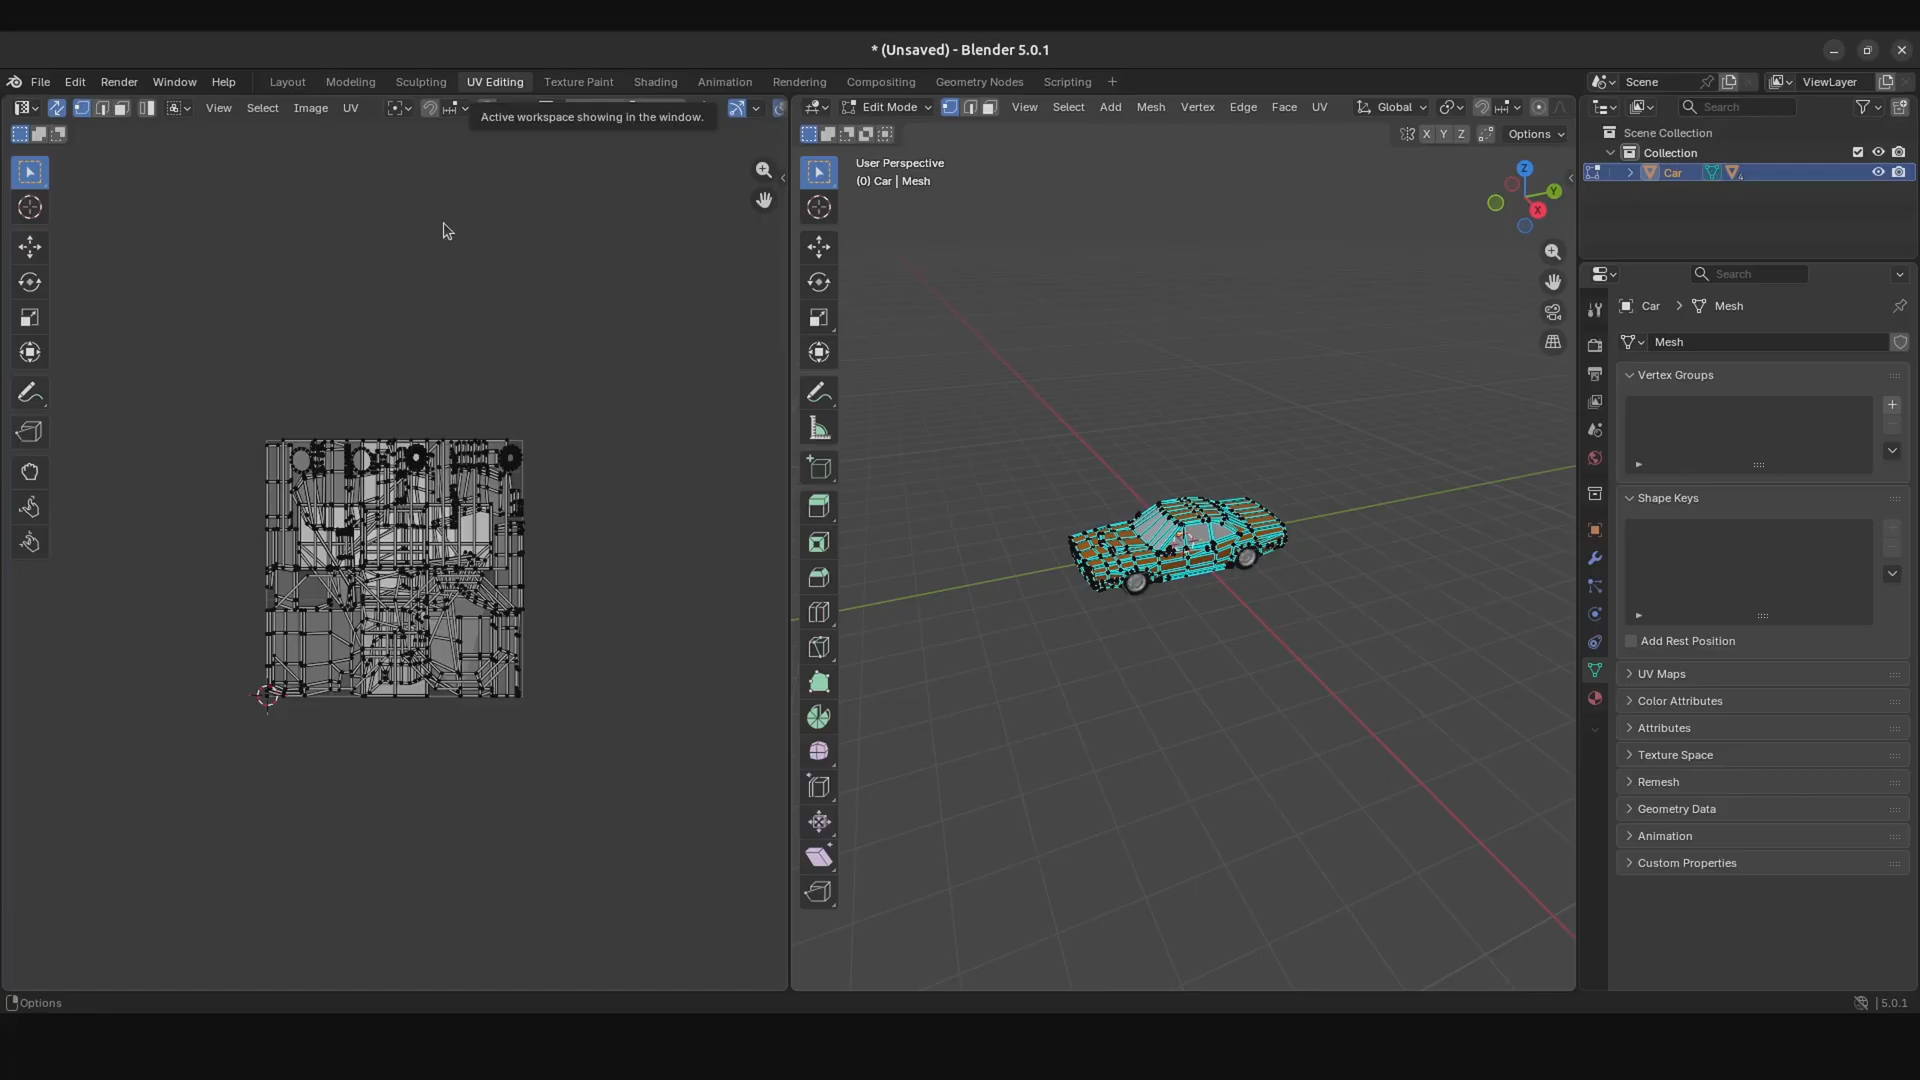 * (Unsaved) - Blender 5.0.1
File Edit Render Window Help Layout Modeling Sculpting UV Editing Texture Paint Shading Animation Rendering Compositing Geometry Nodes Scripting + Scene ViewLayer
View Select Image UV Edit Mode View Select Add Mesh Vertex Edge Face UV Global Search
Active workspace showing in the window.
X Y Z Options
Scene Collection
Collection
Car 4
User Perspective
(0) Car | Mesh
Z
Y
X
Search
Car > Mesh
Mesh
Vertex Groups
Shape Keys
Add Rest Position
UV Maps
Color Attributes
Attributes
Texture Space
Remesh
Geometry Data
Animation
Custom Properties
Options 5.0.1